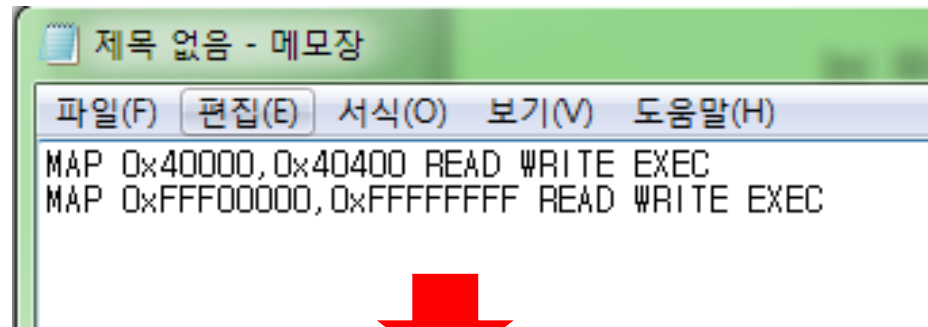 제목 없음 - 메모장
파일(F) 편집(E) 서식(O) 보기(V) 도움말(H)
MAP 0x40000,0x40400 READ WRITE EXEC
MAP 0xFFF00000,0xFFFFFFFF READ WRITE EXEC